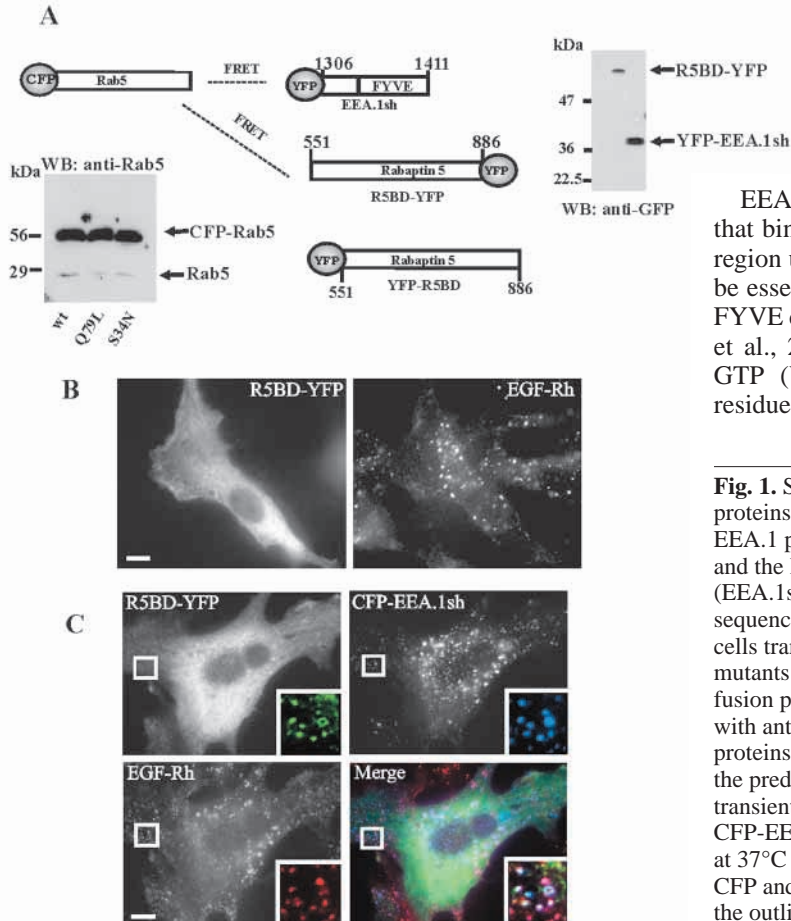 A
CFP
Rab5
FRET
FRET
1306
1411
YFP
FYVE
EEA.1sh
551
886
Rabaptin 5
YFP
R5BD-YFP
YFP
Rabaptin 5
551
YFP-R5BD
886
kDa
R5BD-YFP
47
36
YFP-EEA.1sh
22.5
WB: anti-GFP
WB: anti-Rab5
kDa
56
CFP-Rab5
29
Rab5
wt
Q79L
S34N
B
R5BD-YFP
EGF-Rh
C
R5BD-YFP
CFP-EEA.1sh
EGF-Rh
Merge
EEA
that bin
region u
be esse
FYVE
et al., 2
GTP (
residue
Fig. 1. S
proteins
EEA.1 p
and the
(EEA.1s
sequenc
cells tran
mutants
fusion p
with ant
proteins
the pred
transient
CFP-EE
at 37°C
CFP and
the outli